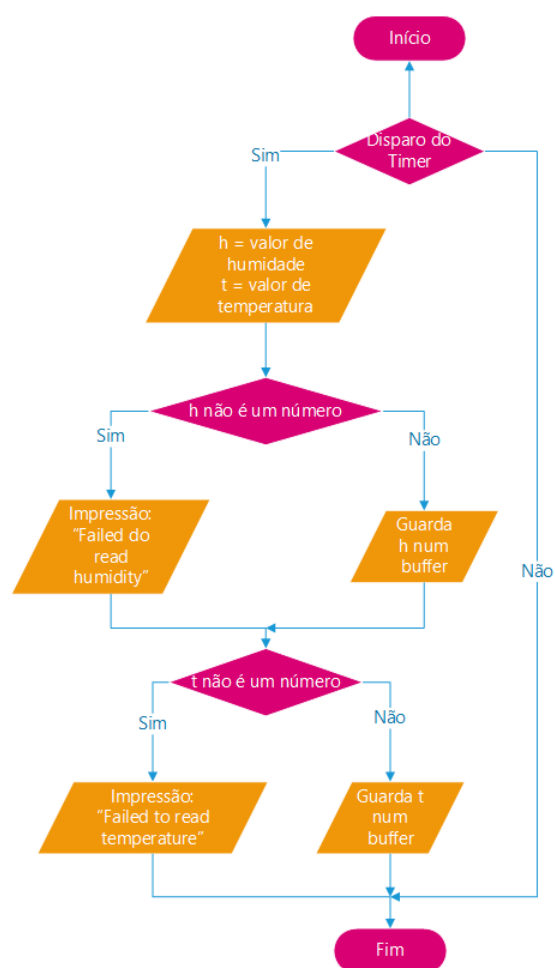 Início
Disparo do
Timer
Sim
h = valor de
humidade
t = valor de
temperatura
h não é um número
Sim
Não
Impressão:
“Failed do
read
humidity”
Guarda
h num
buffer
Não
t não é um número
Sim
Não
Impressão:
“Failed to read
temperature”
Guarda t
num
buffer
Fim